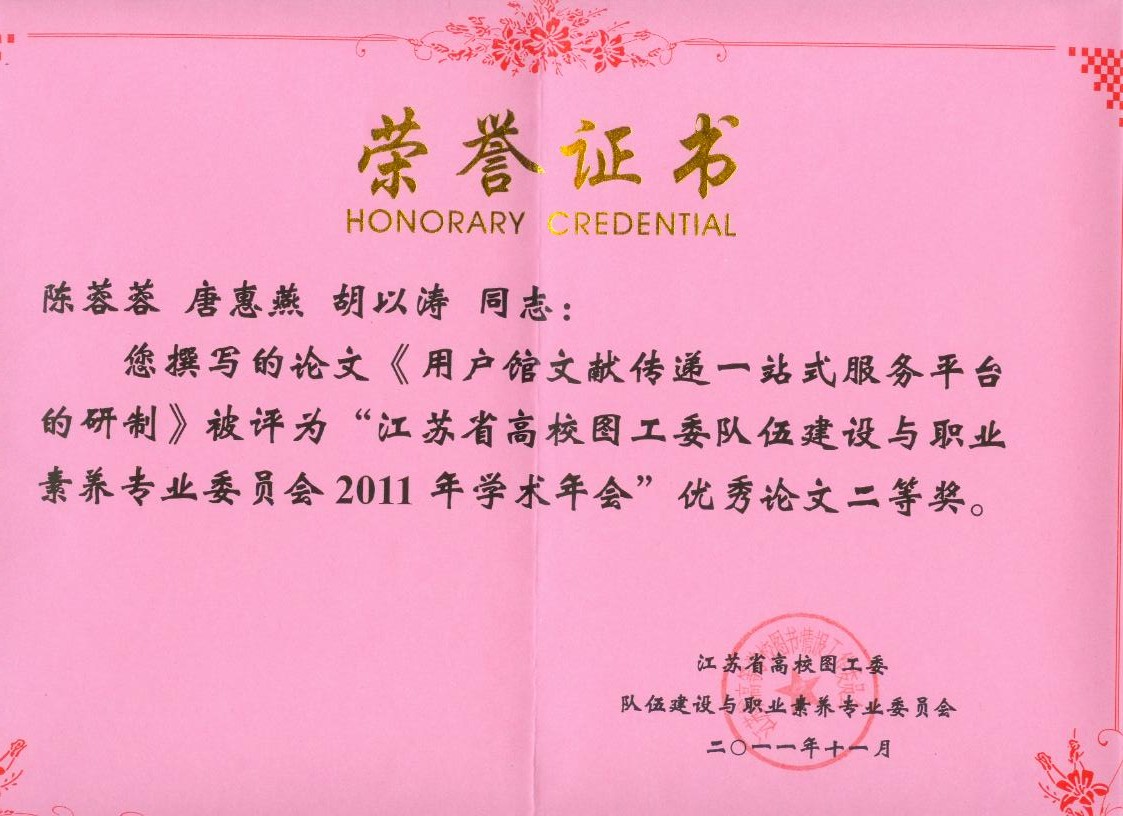 荣誉证书
HONORARY CREDENTIAL
陈蓉蓉 唐惠燕 胡以涛 同志：
您撰写的论文《用户馆文献传递一站式服务平台
的研制》被评为“江苏省高校图工委队伍建设与职业
素养专业委员会2011 年学术年会”优秀论文二等奖。
江苏省高校图工委
队伍建设与职业素养专业委员会
二〇一一年十一月